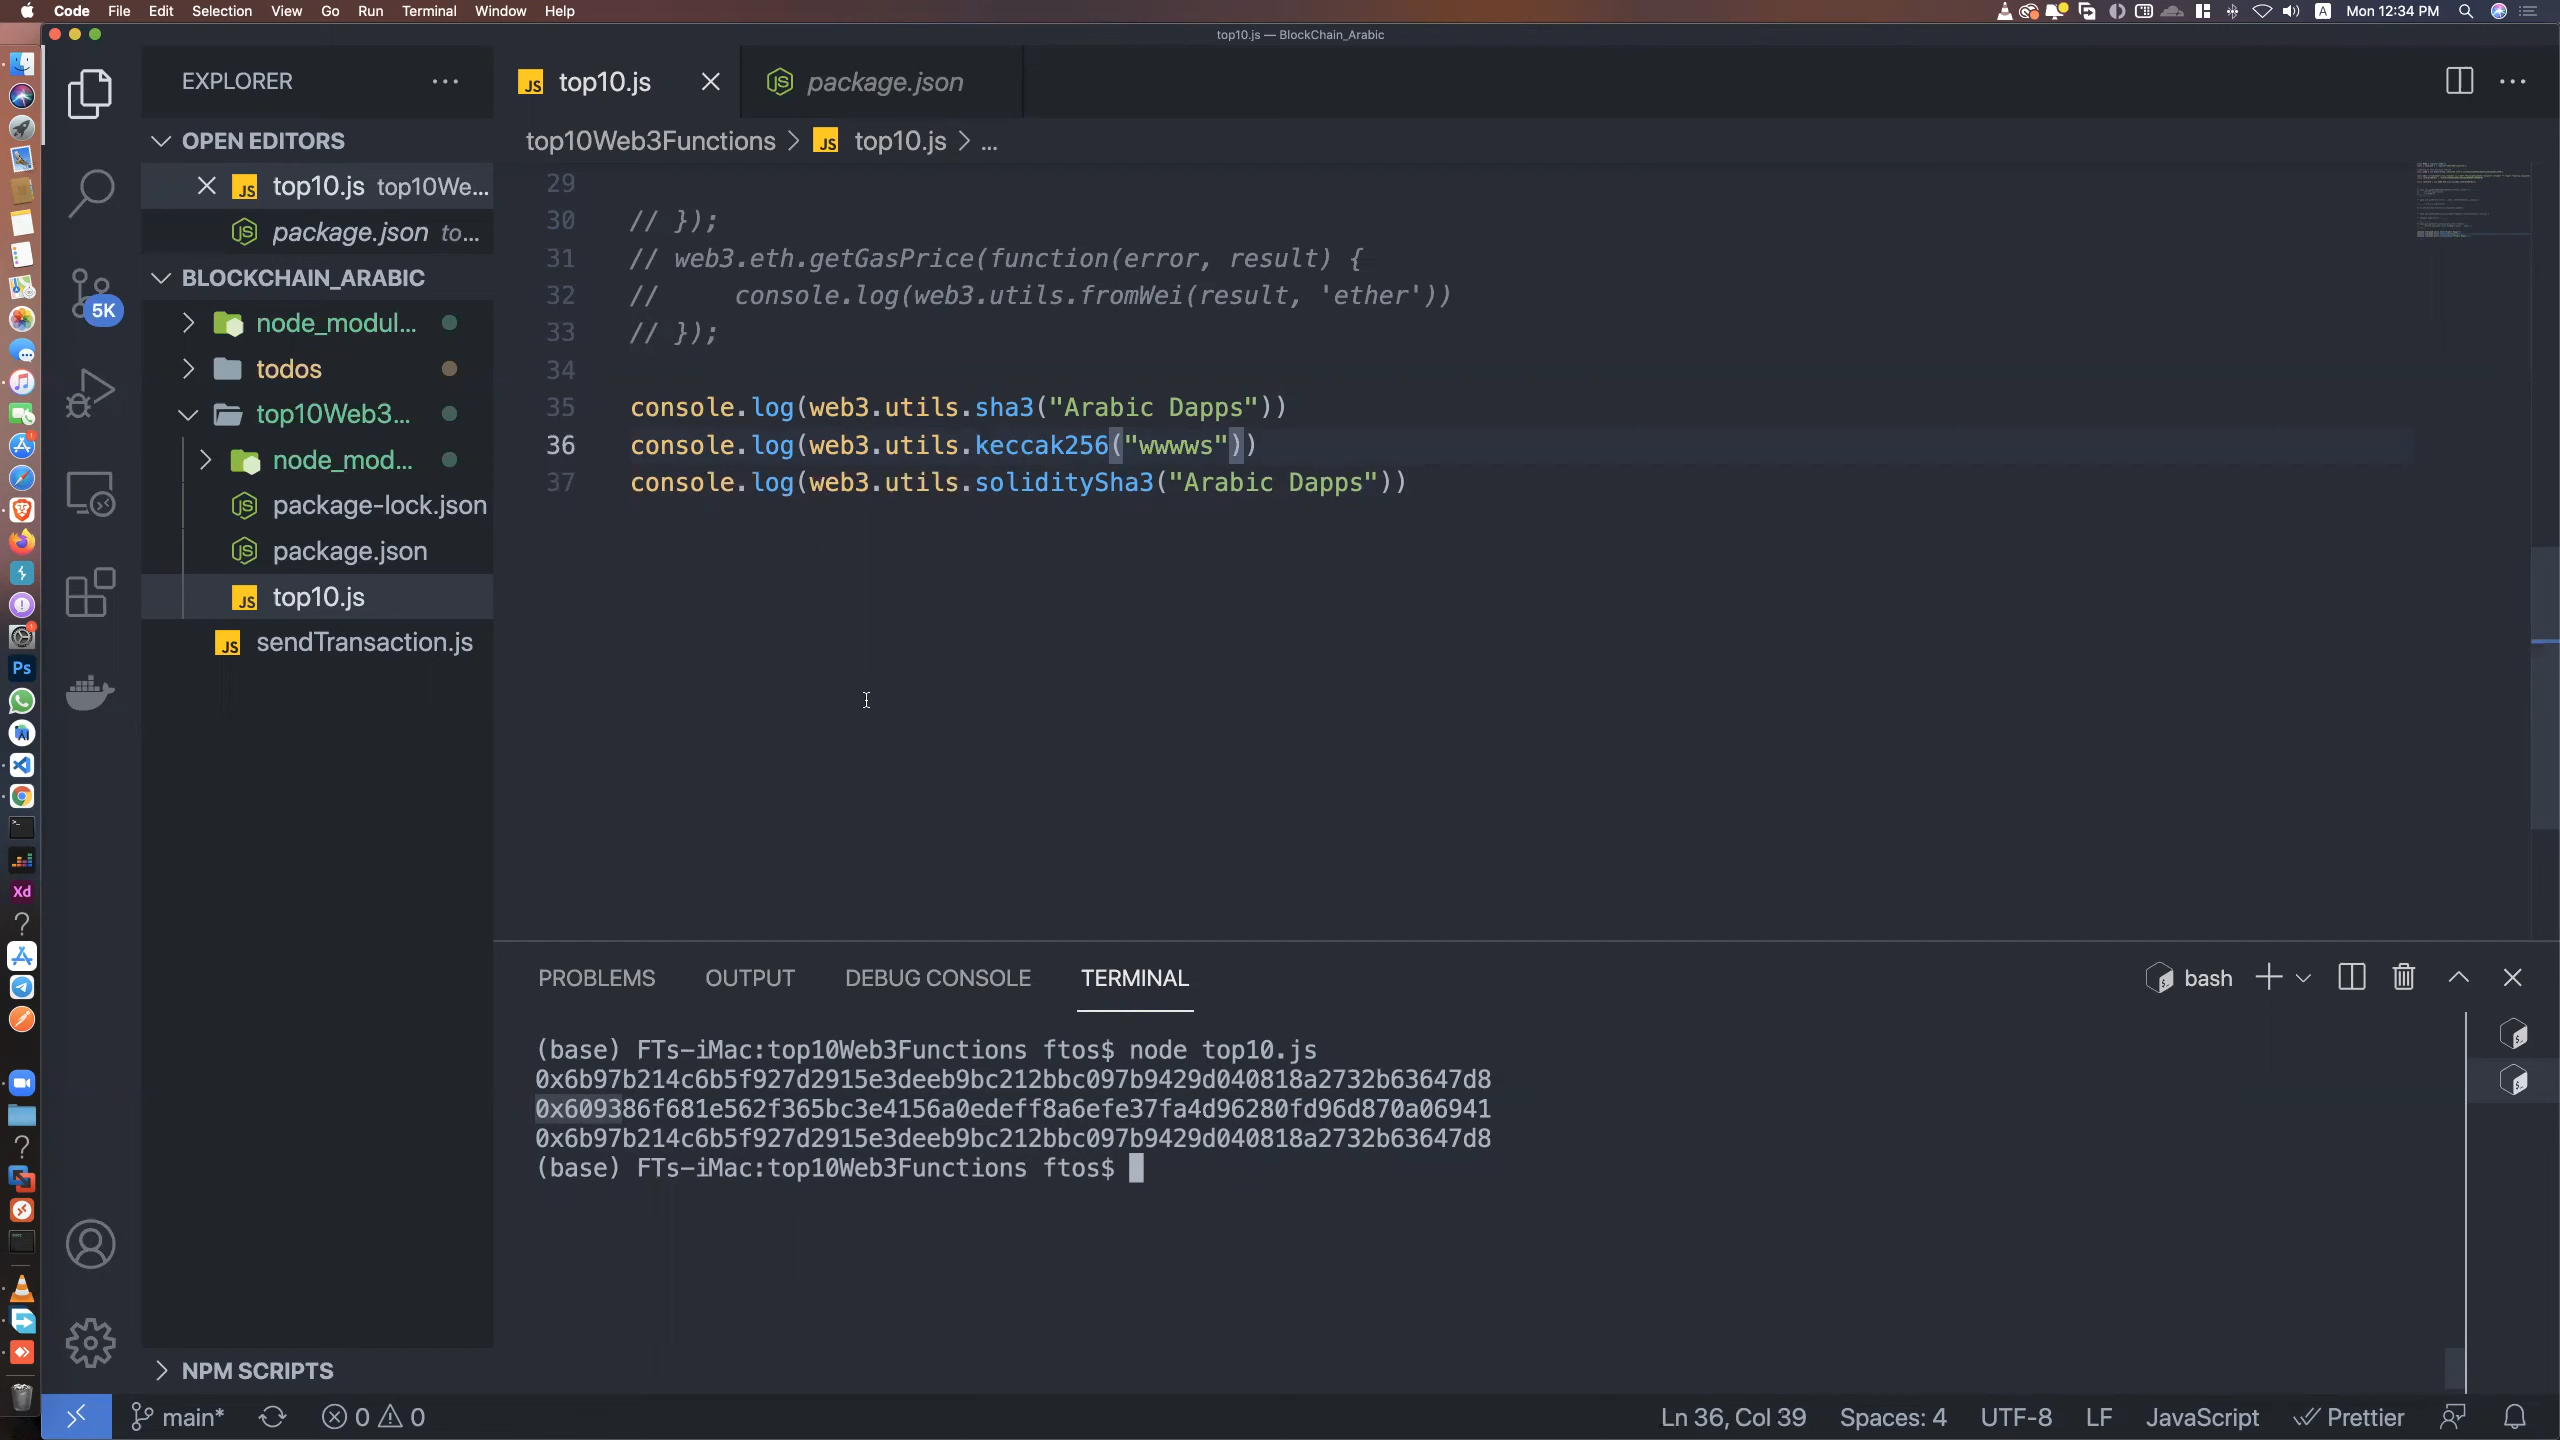 Code File Edit Selection View Go Run Terminal Window Help
Mon 12:34 PM
top10.js — BlockChain_Arabic
EXPLORER
top10.js
package.json
OPEN EDITORS
top10Web3Functions > top10.js > ...
top10.js top10We...
package.json to...
BLOCKCHAIN_ARABIC
node_modul...
todos
top10Web3...
node_mod...
package-lock.json
package.json
top10.js
sendTransaction.js
NPM SCRIPTS
5K
29
30 // });
31 // web3.eth.getGasPrice(function(error, result) {
32 // console.log(web3.utils.fromWei(result, 'ether'))
33 // });
34
35 console.log(web3.utils.sha3("Arabic Dapps"))
36 console.log(web3.utils.keccak256("wwwws"))
37 console.log(web3.utils.soliditySha3("Arabic Dapps"))
PROBLEMS OUTPUT DEBUG CONSOLE TERMINAL
bash
(base) FTs-iMac:top10Web3Functions ftos$ node top10.js
0x6b97b214c6b5f927d2915e3deeb9bc212bbc097b9429d040818a2732b63647d8
0x609386f681e562f365bc3e4156a0edeff8a6efe37fa4d96280fd96d870a06941
0x6b97b214c6b5f927d2915e3deeb9bc212bbc097b9429d040818a2732b63647d8
(base) FTs-iMac:top10Web3Functions ftos$
main* 0 0
Ln 36, Col 39 Spaces: 4 UTF-8 LF JavaScript Prettier
Ps
Xd